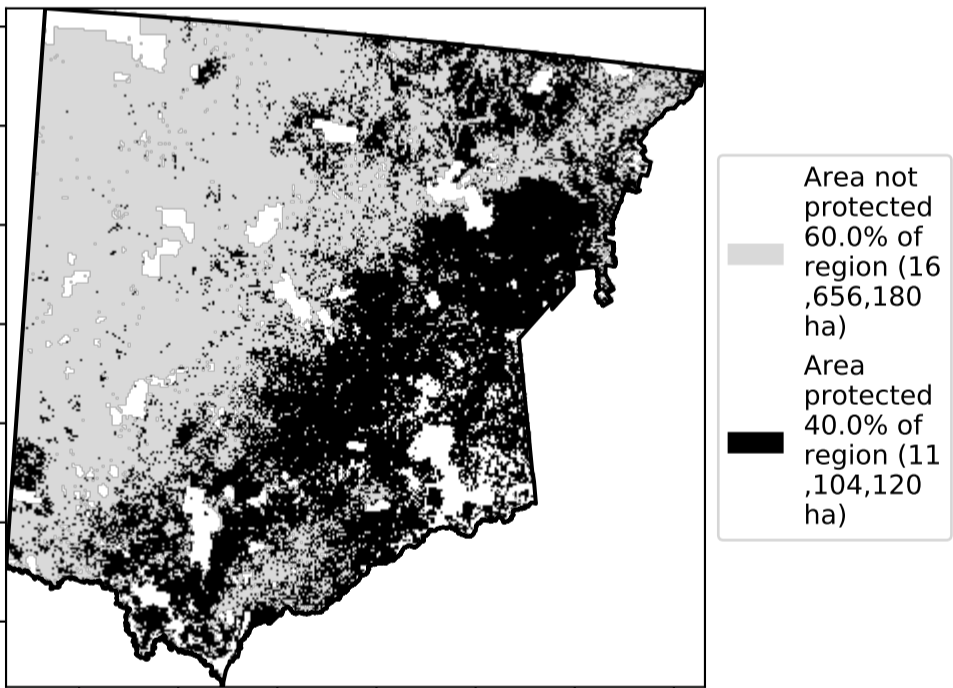 Area not
protected
60.0% of
region (16
,656,180
ha)
Area
protected
40.0% of
region (11
,104,120
ha)